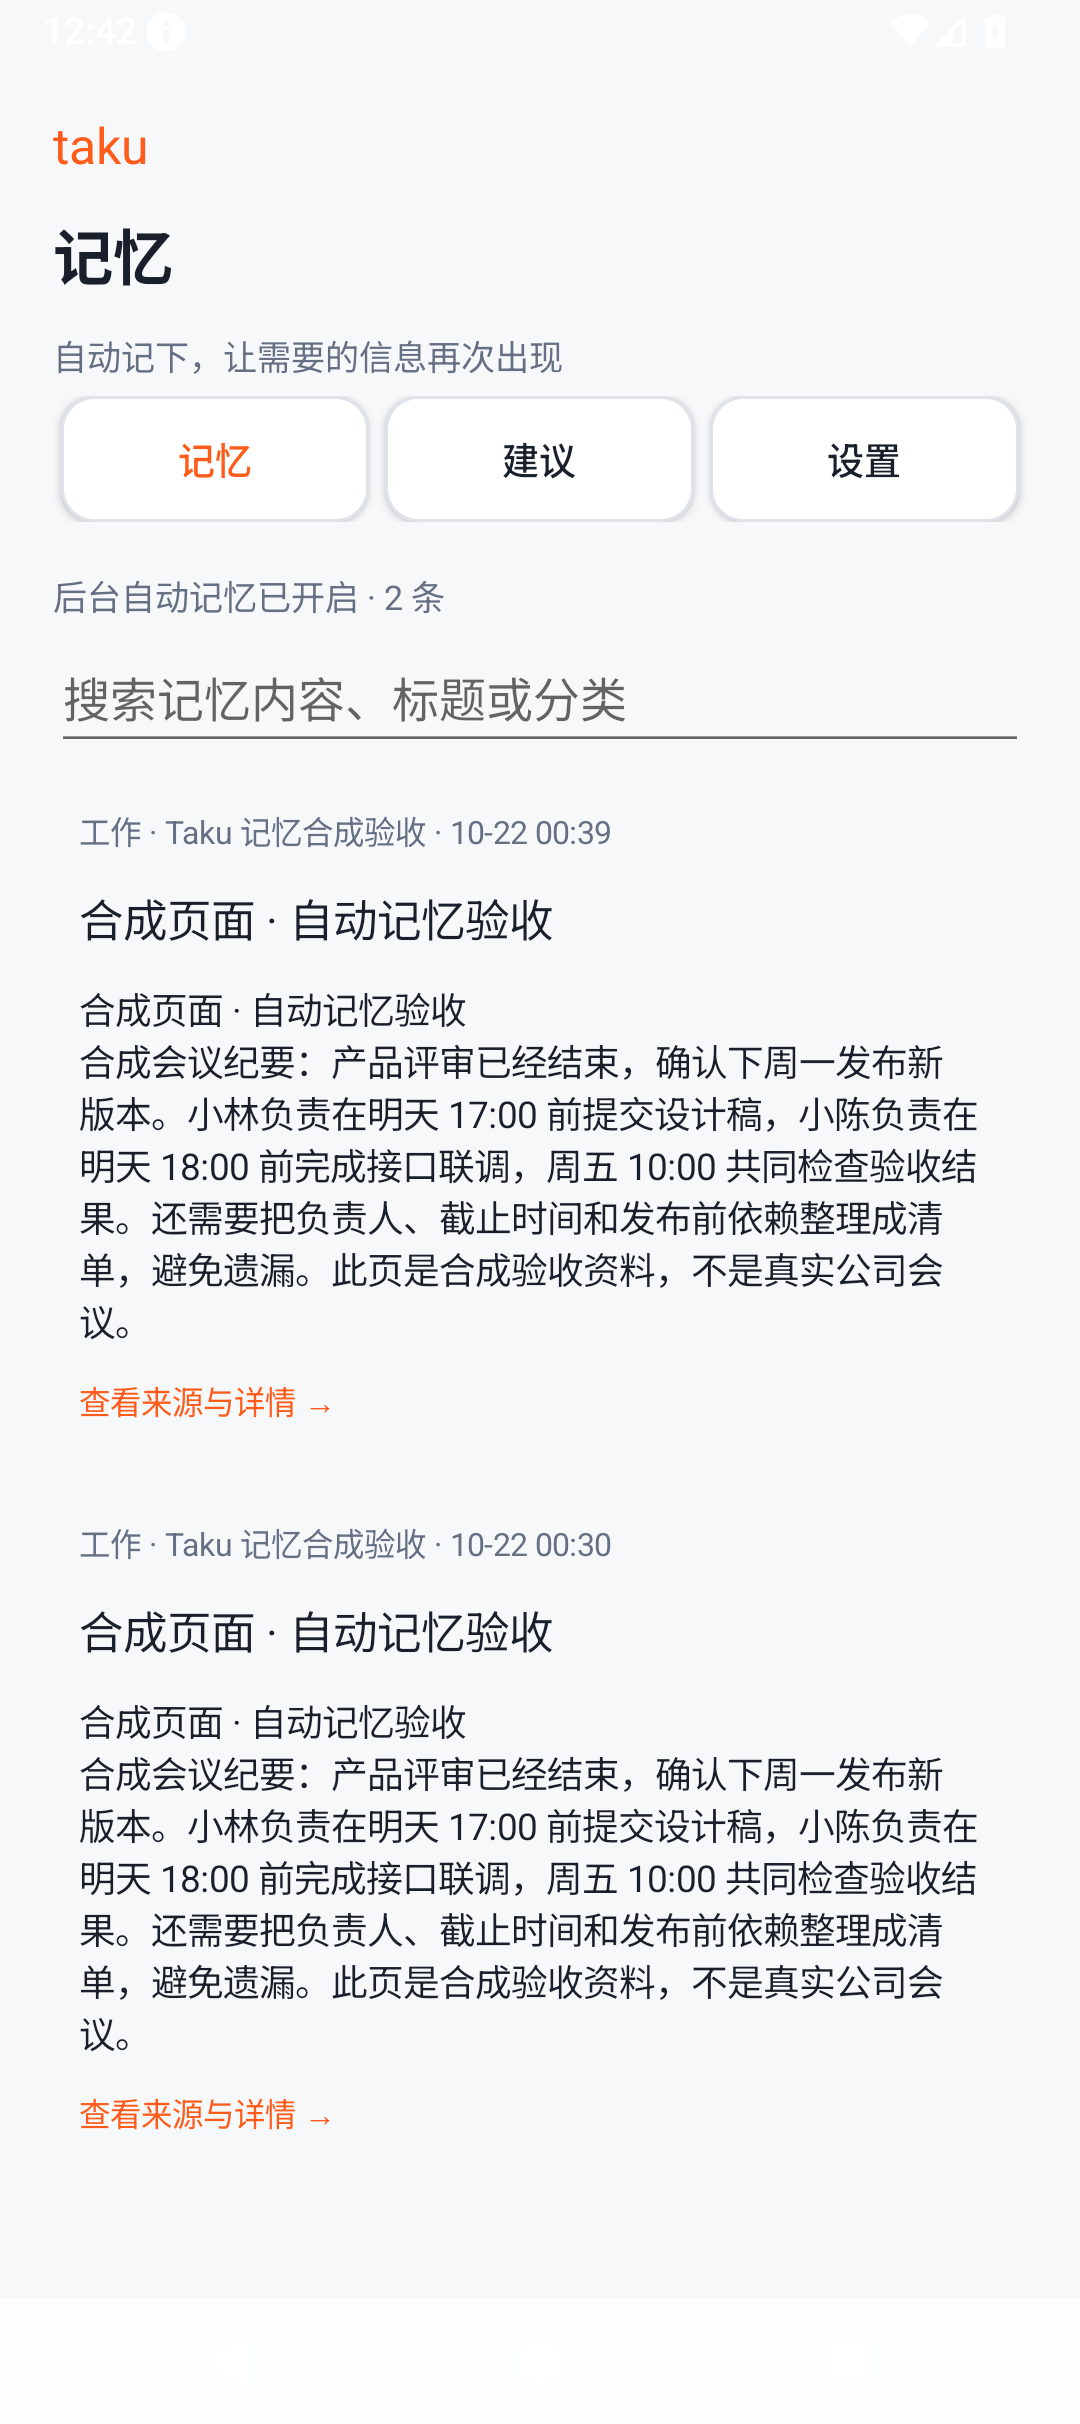 12:42
taku
记忆
自动记下，让需要的信息再次出现
记忆
建议
设置
后台自动记忆已开启 · 2 条
搜索记忆内容、标题或分类
工作 · Taku 记忆合成验收 · 10-22 00:39
合成页面 · 自动记忆验收
合成页面 · 自动记忆验收
合成会议纪要：产品评审已经结束，确认下周一发布新
版本。小林负责在明天 17:00 前提交设计稿，小陈负责在
明天 18:00 前完成接口联调，周五 10:00 共同检查验收结
果。还需要把负责人、截止时间和发布前依赖整理成清
单，避免遗漏。此页是合成验收资料，不是真实公司会
议。
查看来源与详情 →
工作 · Taku 记忆合成验收 · 10-22 00:30
合成页面 · 自动记忆验收
合成页面 · 自动记忆验收
合成会议纪要：产品评审已经结束，确认下周一发布新
版本。小林负责在明天 17:00 前提交设计稿，小陈负责在
明天 18:00 前完成接口联调，周五 10:00 共同检查验收结
果。还需要把负责人、截止时间和发布前依赖整理成清
单，避免遗漏。此页是合成验收资料，不是真实公司会
议。
查看来源与详情 →